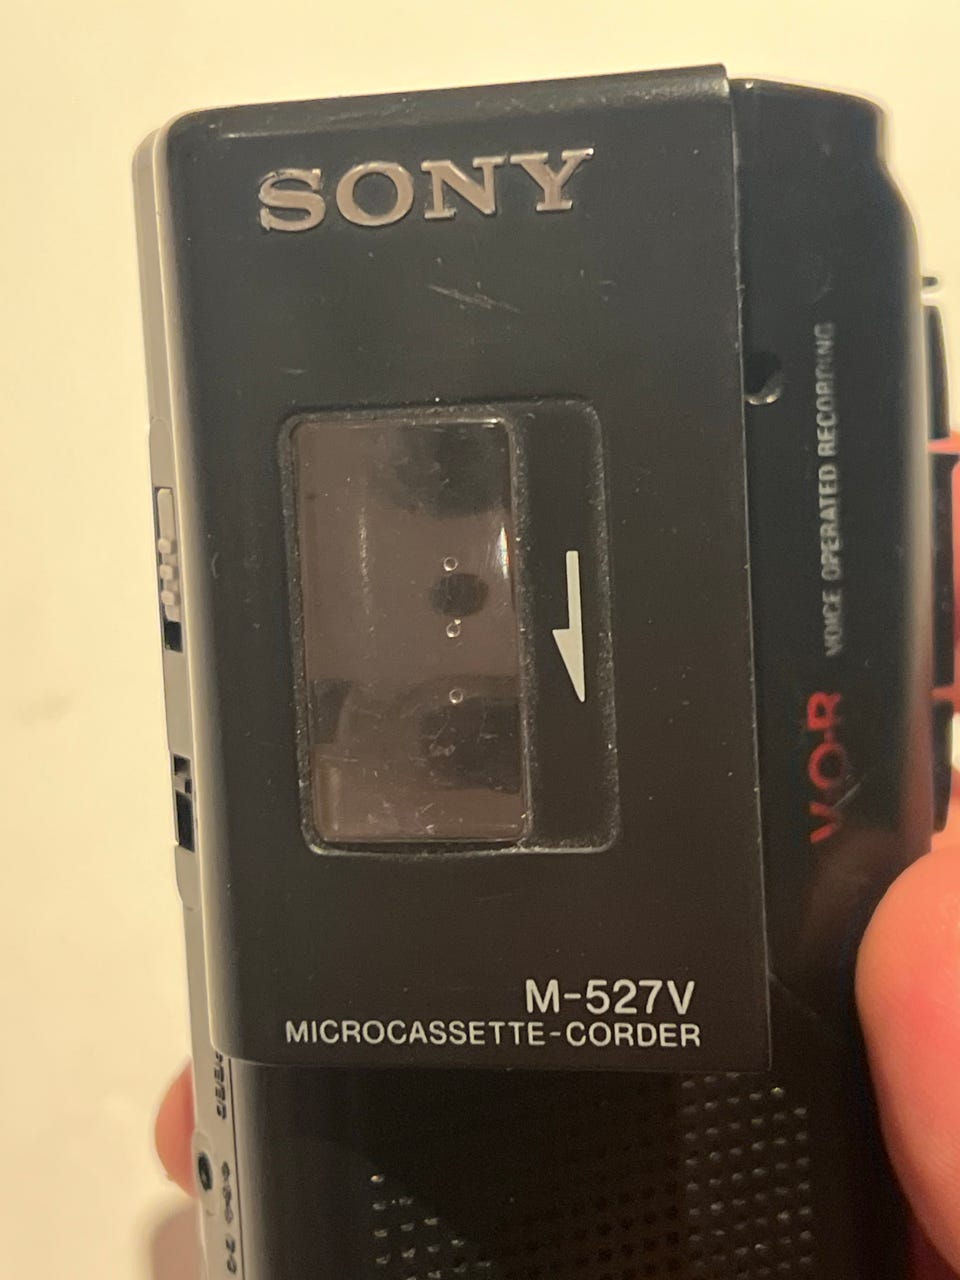 SONY
VOICE OPERATED RECORDING
V·O·R
M-527V
MICROCASSETTE-CORDER